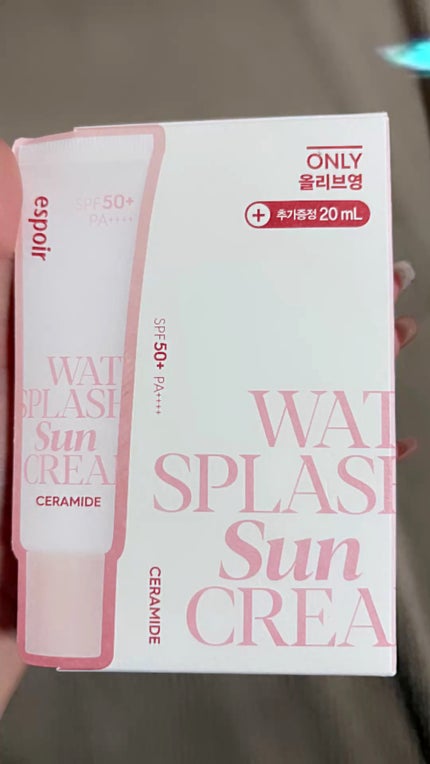 ONLY
올리브영
+ 추가증정 20 mL
espoir
SPF50+
PA++++
WAT
SPLASH
Sun
CREA
CERAMIDE
SPF50+ PA++++
CERAMIDE
WAT
SPLASH
Sun
CREA